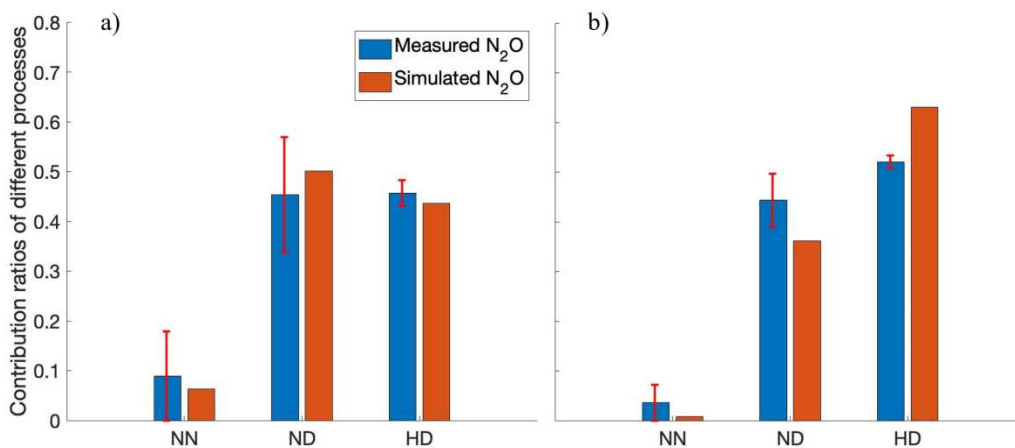 a)
b)
Measured N₂O
Simulated N₂O
Contribution ratios of different processes
0.8
0.7
0.6
0.5
0.4
0.3
0.2
0.1
0
NN ND HD
NN ND HD